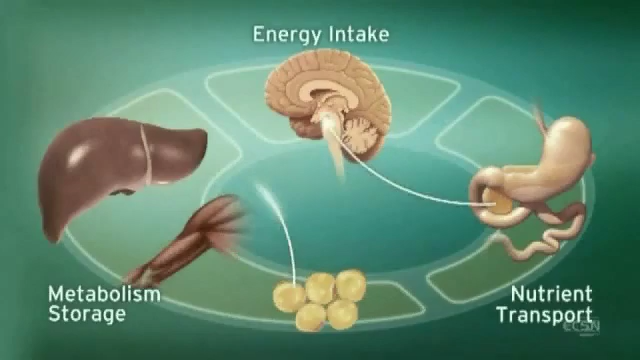 Energy Intake
Metabolism
Storage
Nutrient
Transport